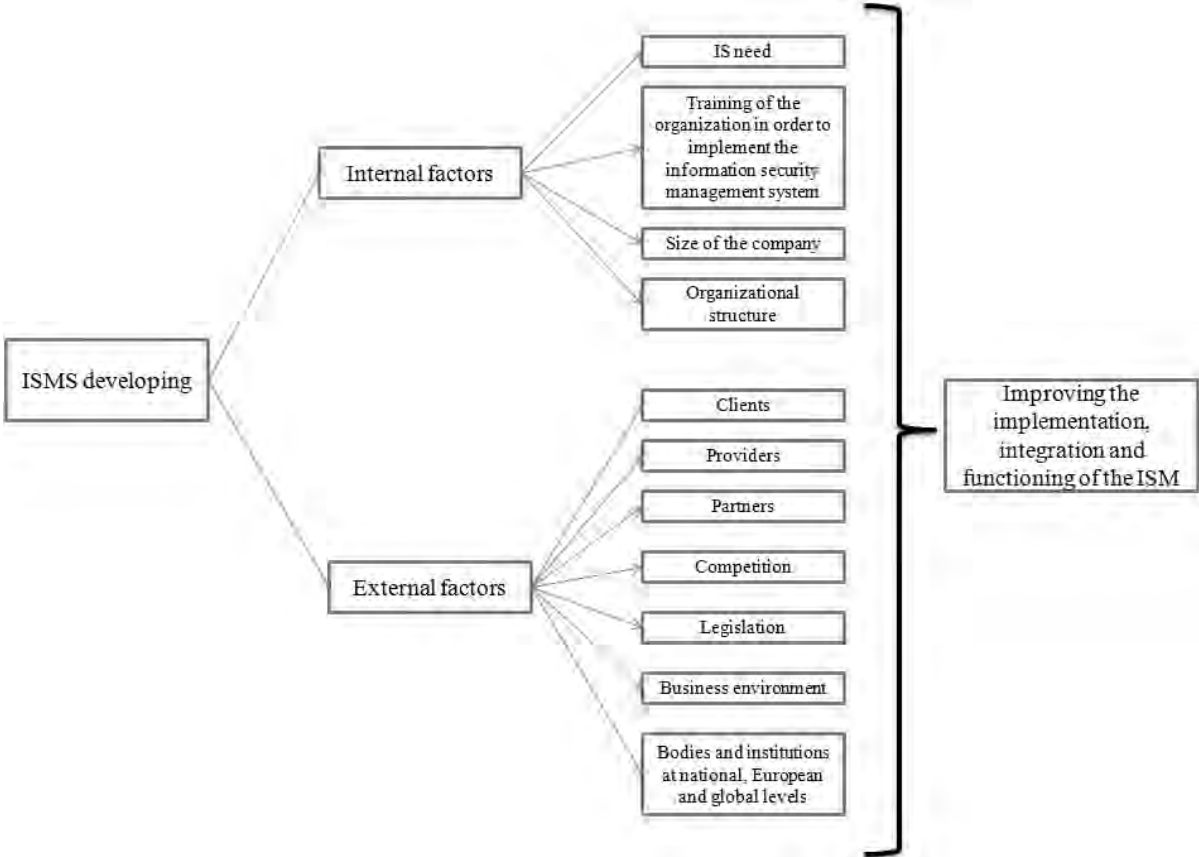 IS need
Training of the
organization in order to
implement the
information security
management system
Internal factors
Size of the company
Organizational
structure
ISMS developing
Clients
Improving the
implementation,
integration and
functioning of the ISM
Providers
Partners
Competition
External factors
Legislation
Business environment
Bodies and institutions
at national, European
and global levels